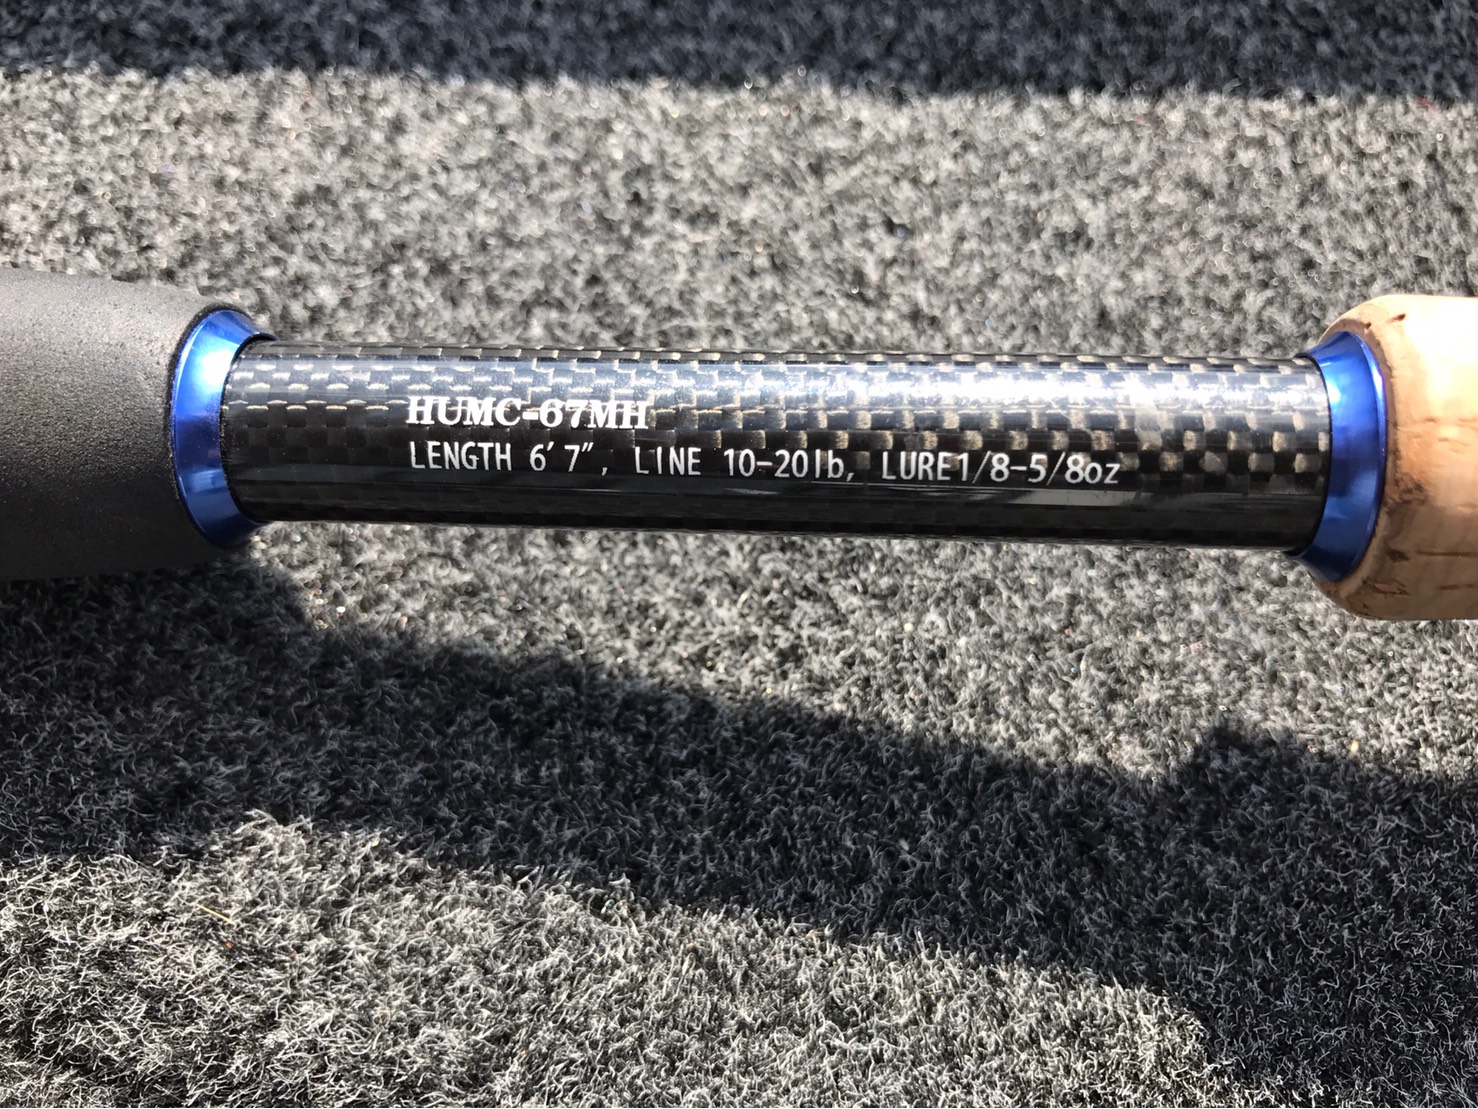 HUMC-67MH
LENGTH 6'7", LINE 10-20lb, LURE1/8-5/8oz